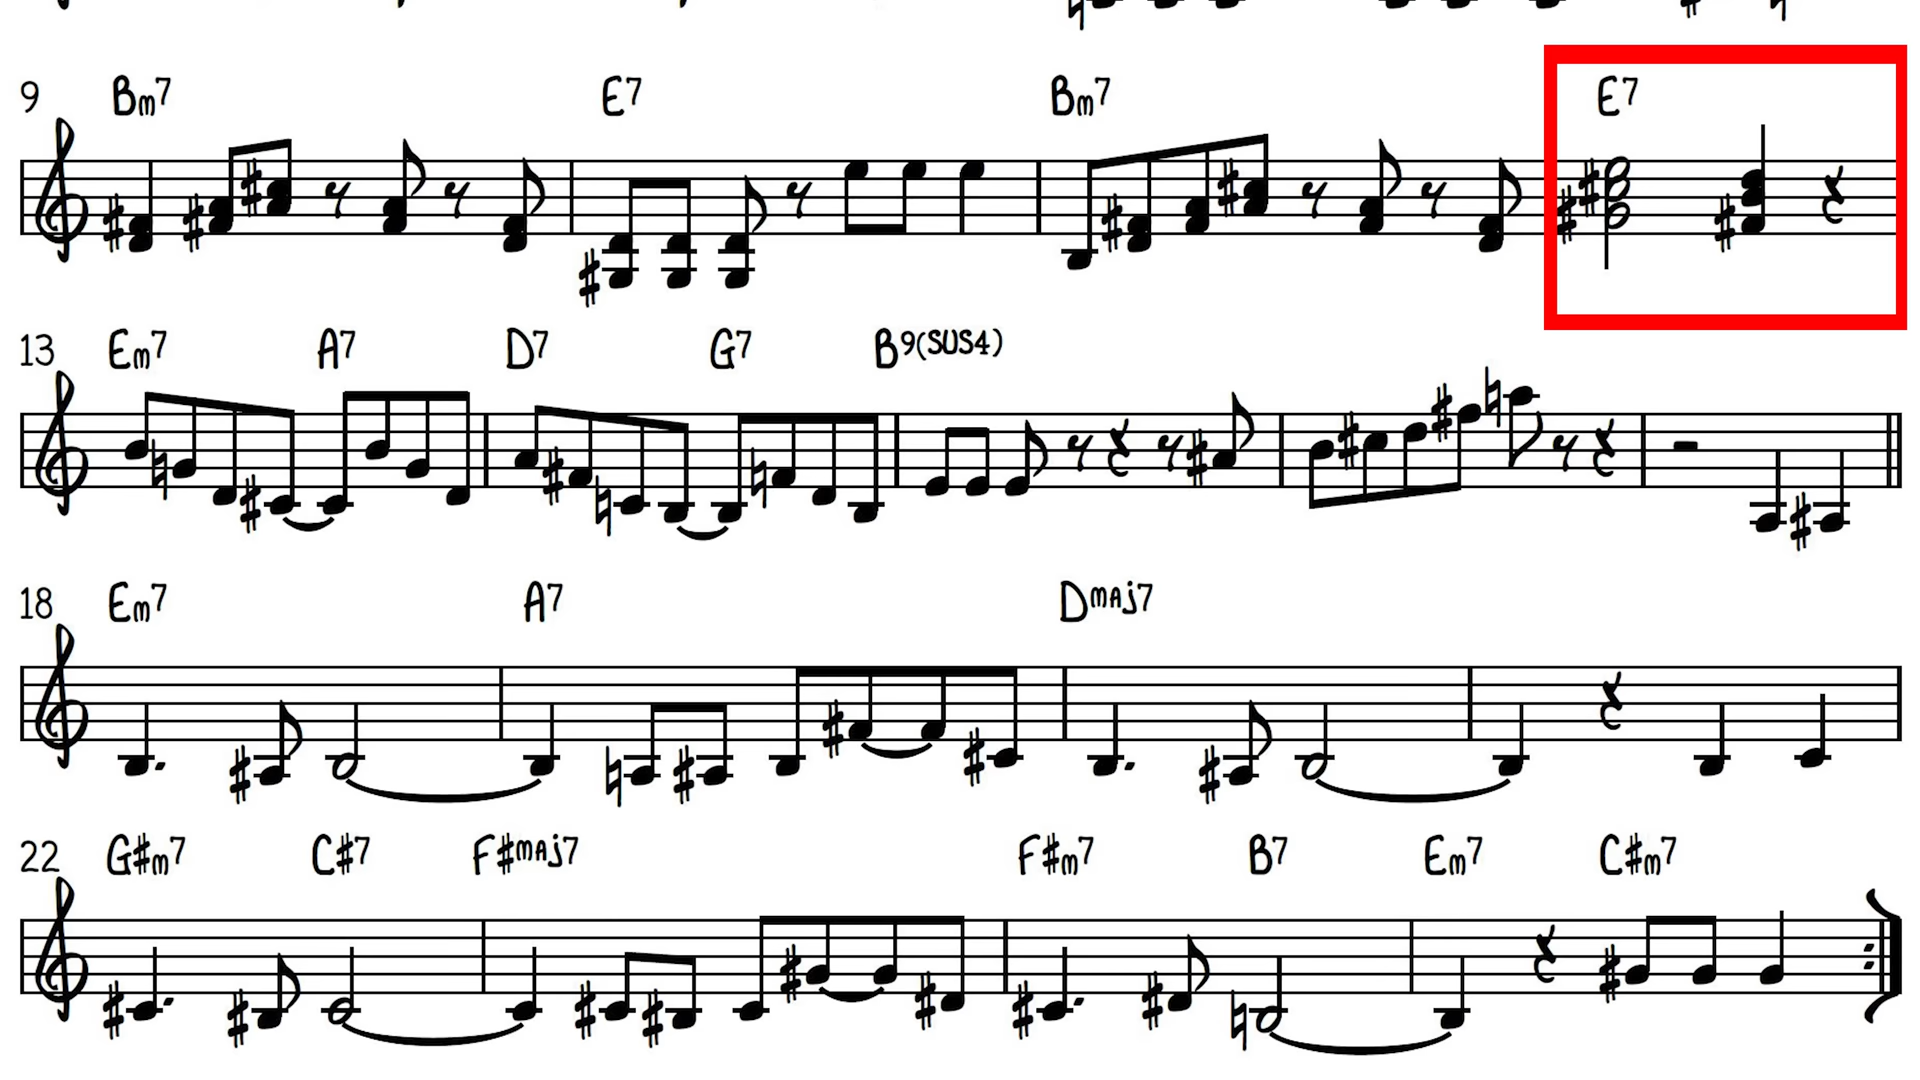 9 Bm7 E7 Bm7 E7
13 Em7 A7 D7 G7 B9(SUS4)
18 Em7 A7 DMAJ7
22 G#m7 C#7 F#MAJ7 F#m7 B7 Em7 C#m7